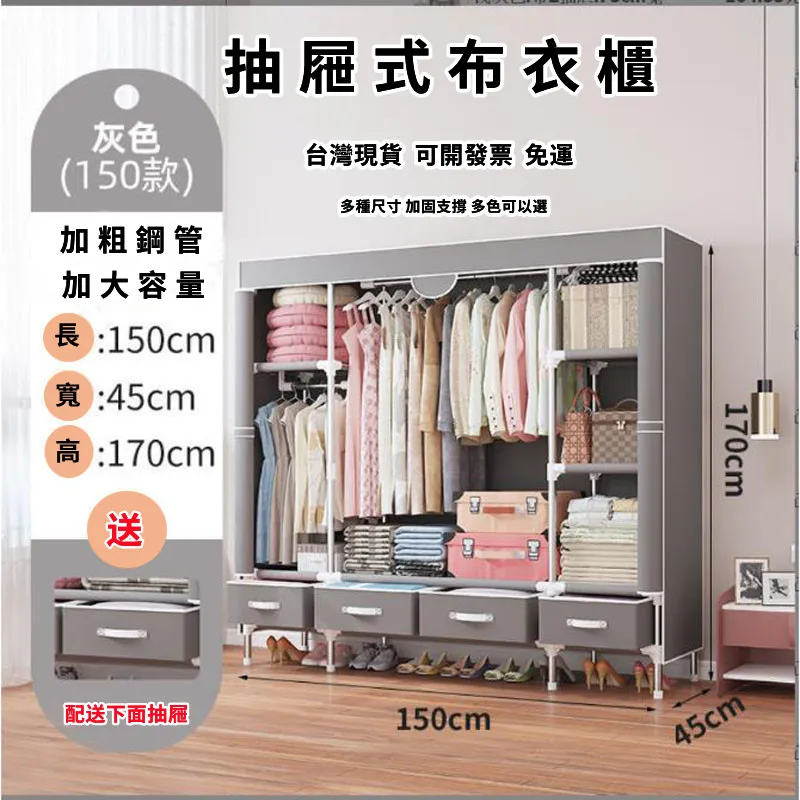 抽屜式布衣櫃
台灣現貨 可開發票 免運
多種尺寸 加固支撐 多色可以選
灰色
(150款)
加粗鋼管
加大容量
長:150cm
寬:45cm
高:170cm
送
配送下面抽屜
170cm
150cm
45cm